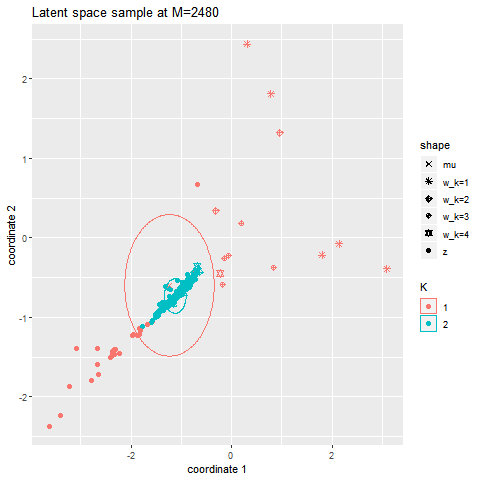 Latent space sample at M=2480
2
1
0
-1
-2
coordinate 2
-2
0
2
coordinate 1
shape
mu
w_k=1
w_k=2
w_k=3
w_k=4
z
K
1
2